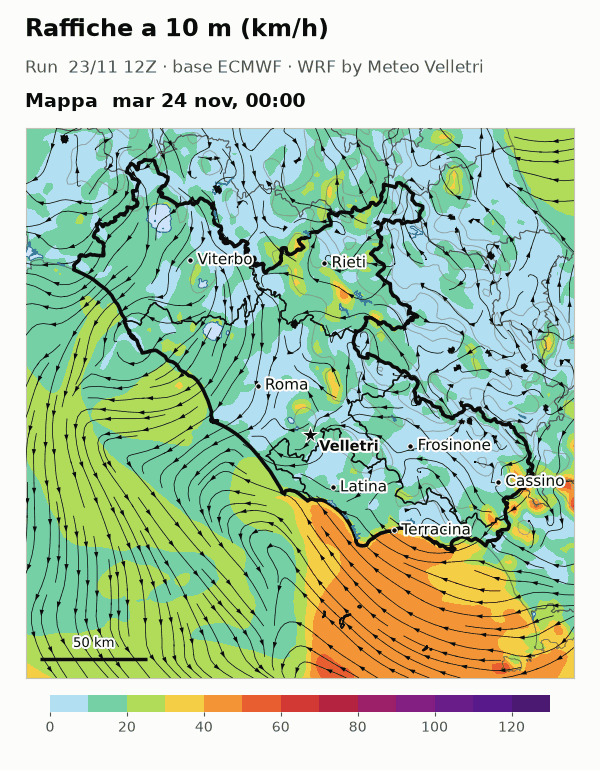 Raffiche a 10 m (km/h)
Run 23/11 12Z · base ECMWF · WRF by Meteo Velletri
Mappa mar 24 nov, 00:00
Viterbo
Rieti
Roma
Velletri
Frosinone
Cassino
Latina
Terracina
50 km
0 20 40 60 80 100 120